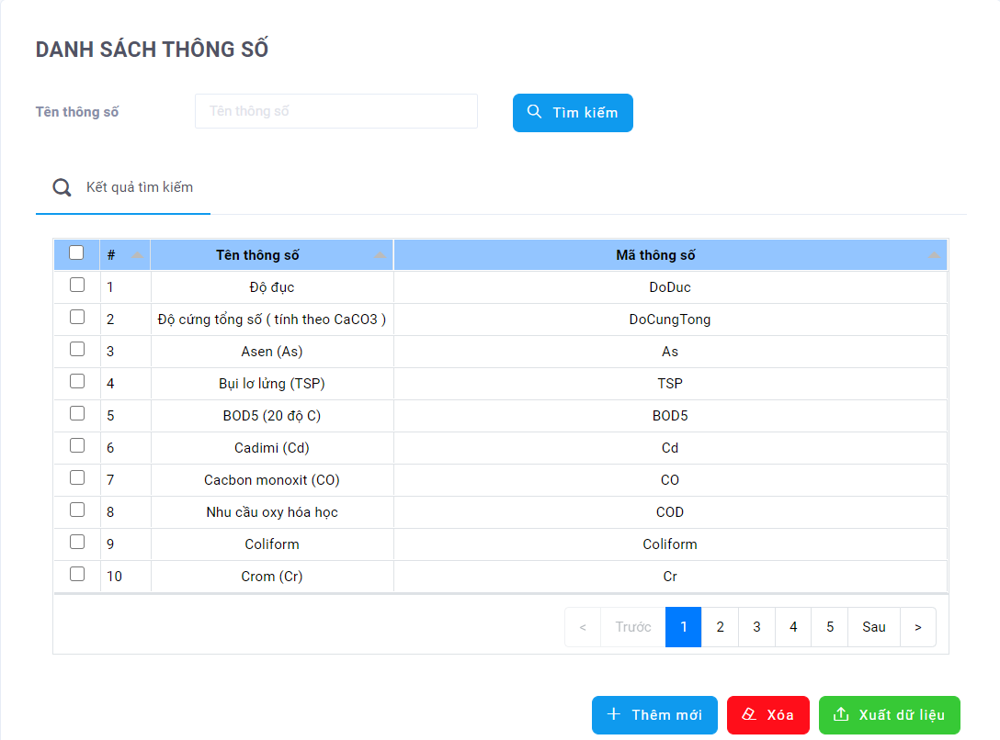 DANH SÁCH THÔNG SỐ
Tên thông số Tên thông số Tìm kiếm
Kết quả tìm kiếm
# Tên thông số Mã thông số
1 Độ đục DoDuc
2 Độ cứng tổng số ( tính theo CaCO3 ) DoCungTong
3 Asen (As) As
4 Bụi lơ lửng (TSP) TSP
5 BOD5 (20 độ C) BOD5
6 Cadimi (Cd) Cd
7 Cacbon monoxit (CO) CO
8 Nhu cầu oxy hóa học COD
9 Coliform Coliform
10 Crom (Cr) Cr
< Trước 1 2 3 4 5 Sau >
Thêm mới Xóa Xuất dữ liệu